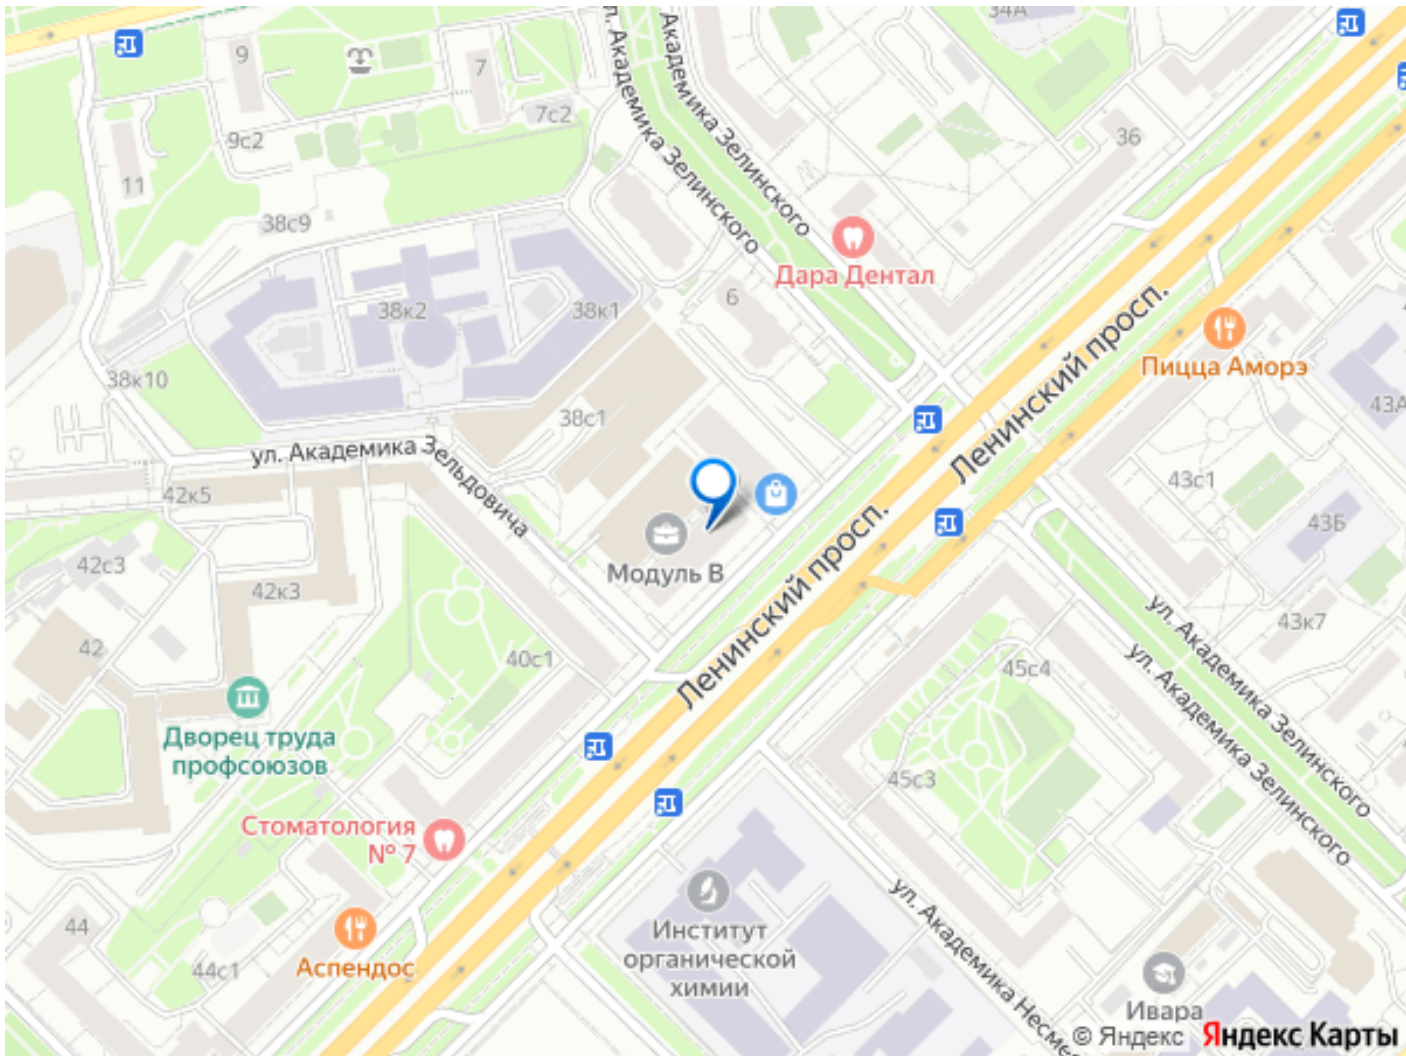 34А
ул. Академика Зелинского
Академика Зелинского
9
7
7с2
9с2
36
11
38с9
Дара Дентал
6
38к2
38к1
Ленинский просп.
Пицца Аморэ
38к10
43А
38с1
ул. Академика Зельдовича
42к5
43с1
43Б
Модуль В
Ленинский просп.
42с3
42к3
43к7
42
40с1
45с4
ул. Академика Зелинского
ул. Академика Зелинского
Дворец труда
профсоюзов
45с3
Стоматология
№ 7
ул. Академика Несме
44
Институт
органической
химии
44с1
Аспендос
Ивара
© Яндекс Яндекс Карты